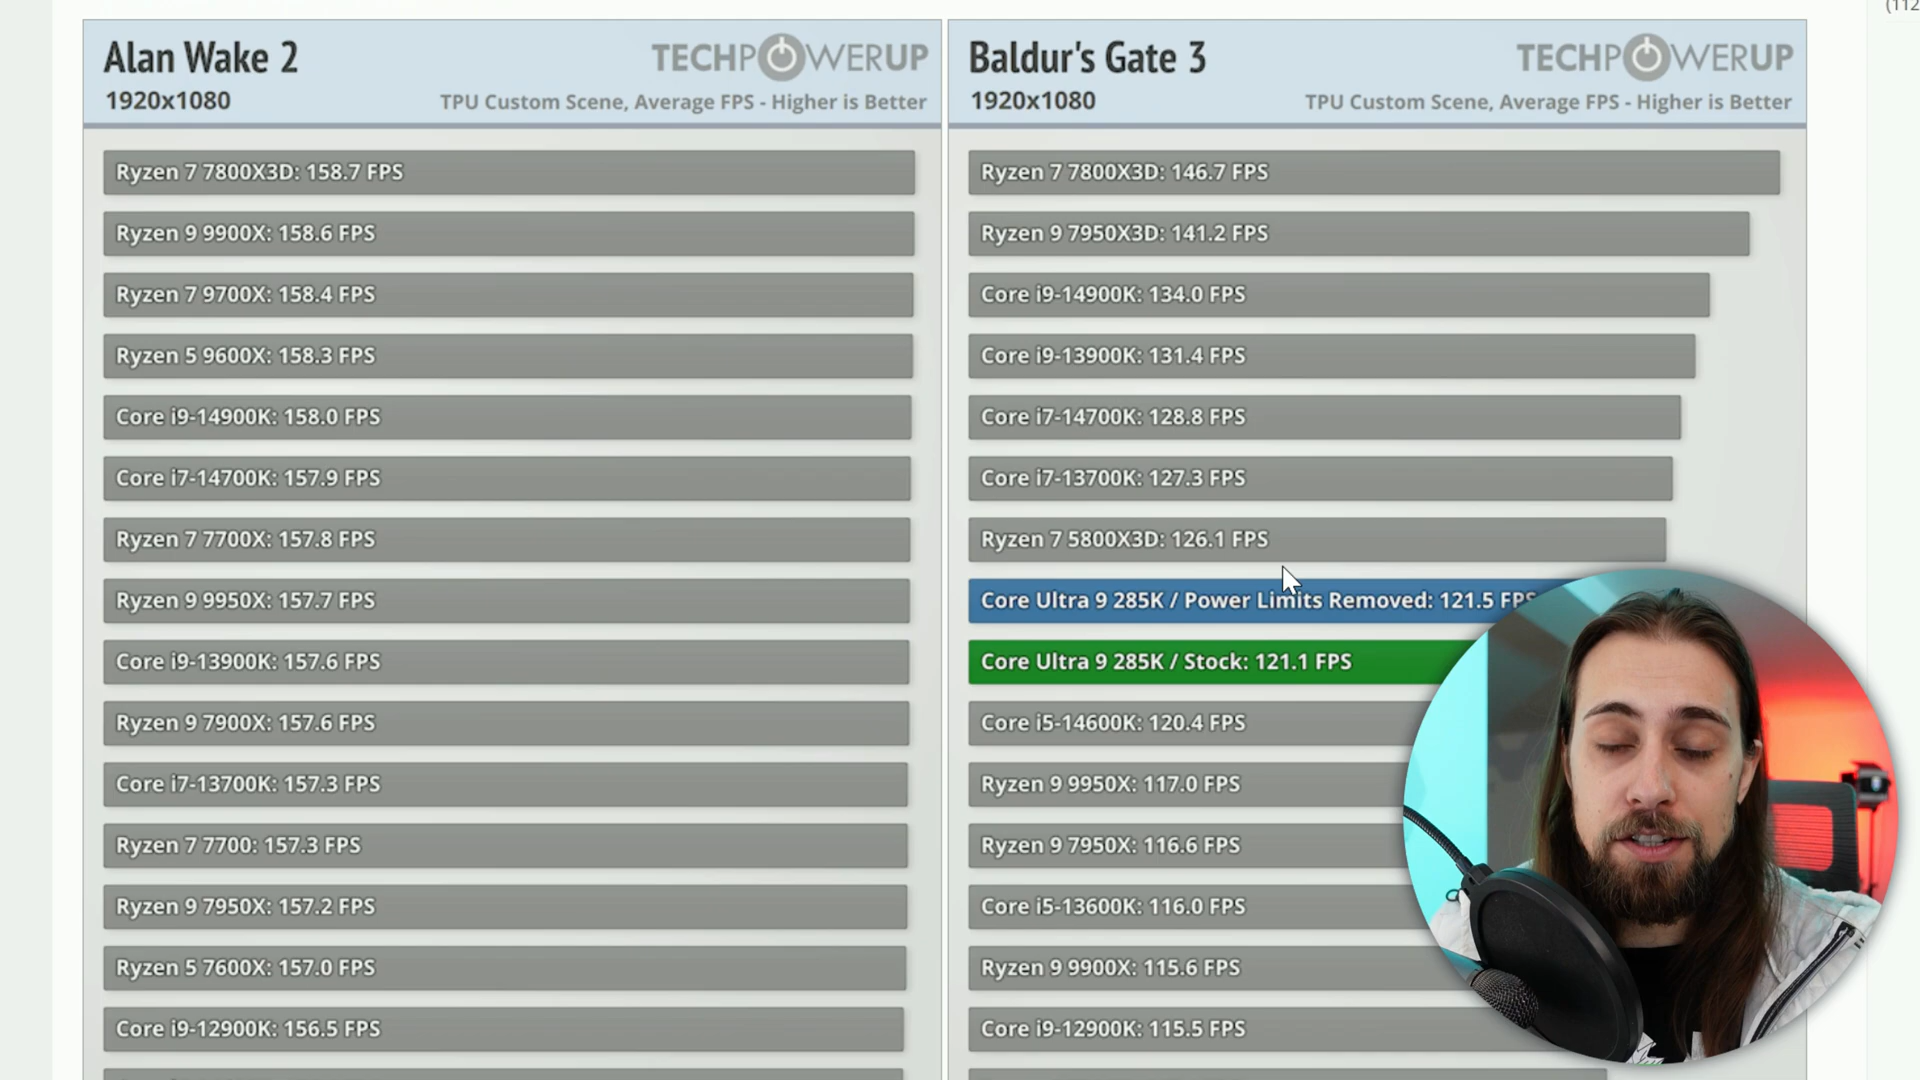 (112
Alan Wake 2
TECHPOWERUP
1920x1080
TPU Custom Scene, Average FPS - Higher is Better
Ryzen 7 7800X3D: 158.7 FPS
Ryzen 9 9900X: 158.6 FPS
Ryzen 7 9700X: 158.4 FPS
Ryzen 5 9600X: 158.3 FPS
Core i9-14900K: 158.0 FPS
Core i7-14700K: 157.9 FPS
Ryzen 7 7700X: 157.8 FPS
Ryzen 9 9950X: 157.7 FPS
Core i9-13900K: 157.6 FPS
Ryzen 9 7900X: 157.6 FPS
Core i7-13700K: 157.3 FPS
Ryzen 7 7700: 157.3 FPS
Ryzen 9 7950X: 157.2 FPS
Ryzen 5 7600X: 157.0 FPS
Core i9-12900K: 156.5 FPS
Baldur's Gate 3
TECHPOWERUP
1920x1080
TPU Custom Scene, Average FPS - Higher is Better
Ryzen 7 7800X3D: 146.7 FPS
Ryzen 9 7950X3D: 141.2 FPS
Core i9-14900K: 134.0 FPS
Core i9-13900K: 131.4 FPS
Core i7-14700K: 128.8 FPS
Core i7-13700K: 127.3 FPS
Ryzen 7 5800X3D: 126.1 FPS
Core Ultra 9 285K / Power Limits Removed: 121.5 FPS
Core Ultra 9 285K / Stock: 121.1 FPS
Core i5-14600K: 120.4 FPS
Ryzen 9 9950X: 117.0 FPS
Ryzen 9 7950X: 116.6 FPS
Core i5-13600K: 116.0 FPS
Ryzen 9 9900X: 115.6 FPS
Core i9-12900K: 115.5 FPS